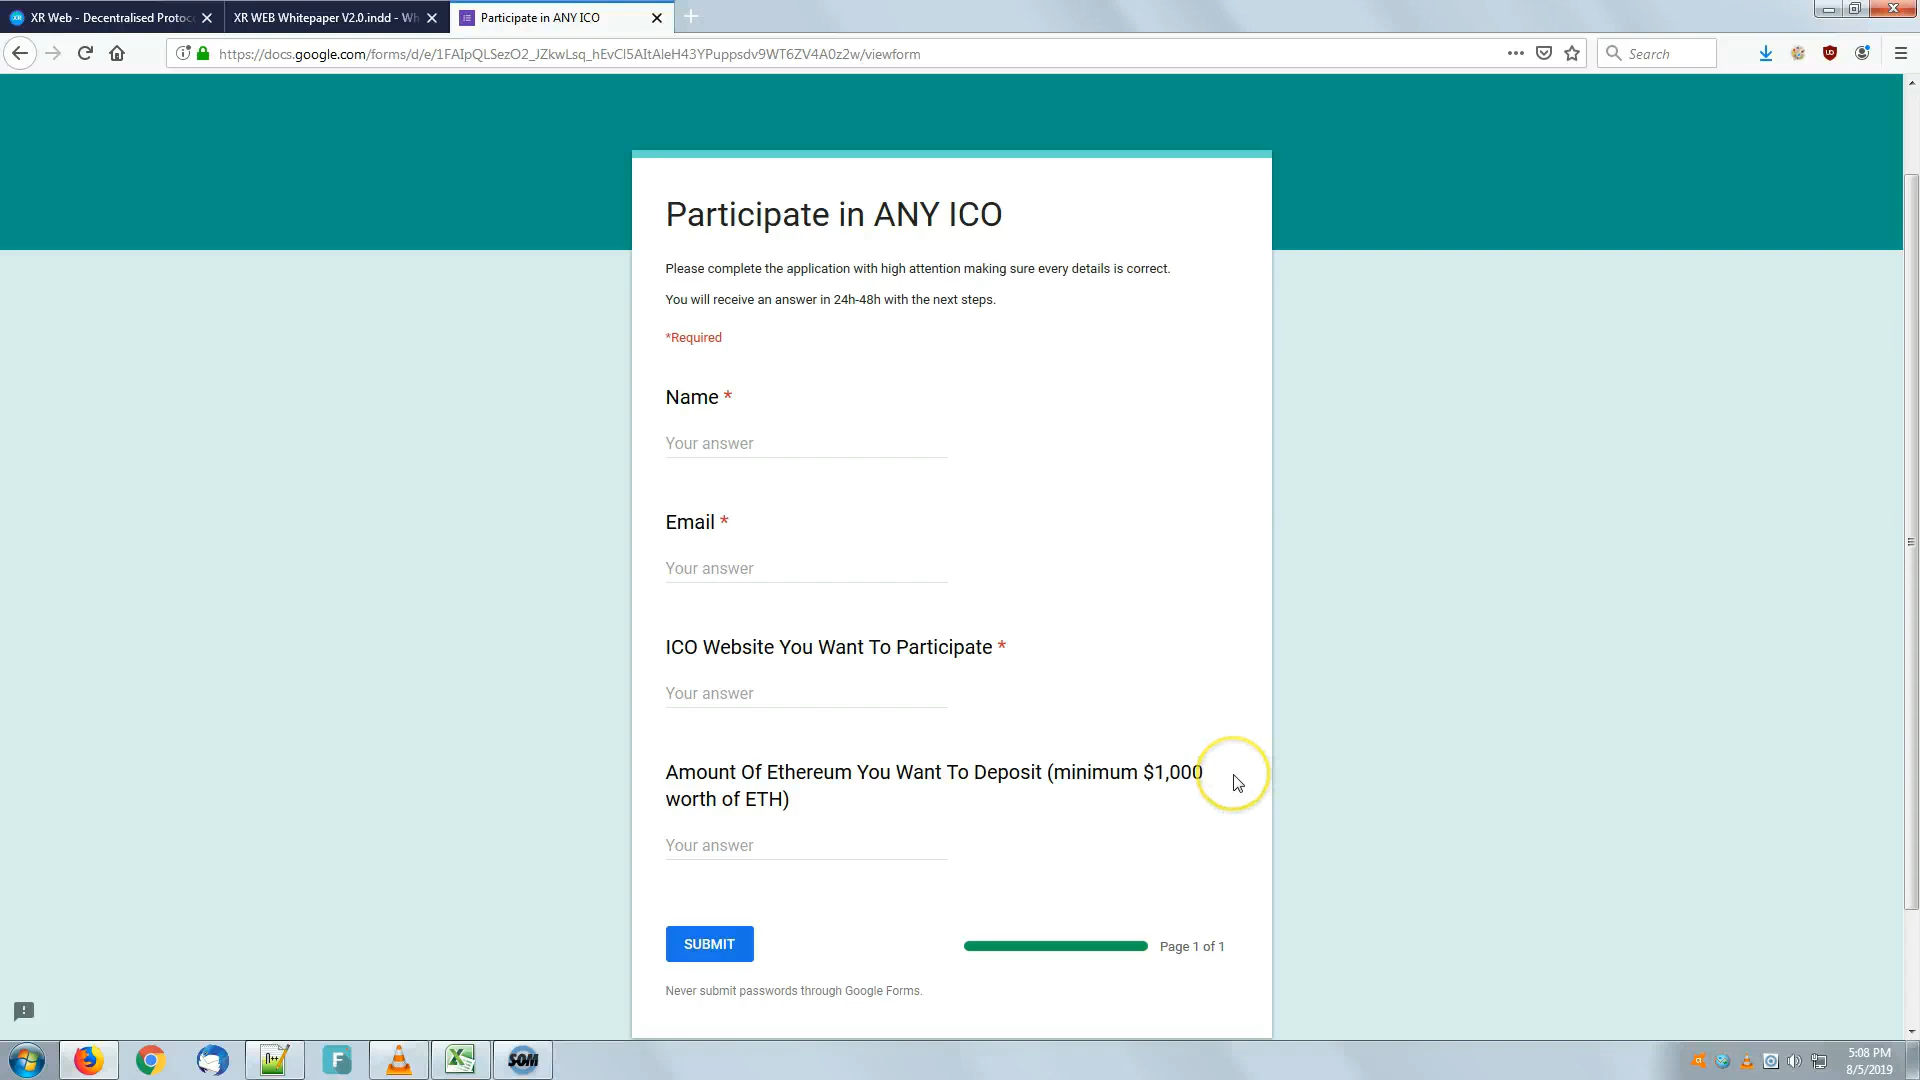 XR Web - Decentralised Protoc
XR WEB Whitepaper V2.0.indd - Wh
Participate in ANY ICO
https://docs.google.com/forms/d/e/1FAIpQLSezO2_JZkwLsq_hEvCl5AItAleH43YPuppsdv9WT6ZV4A0z2w/viewform
Search
Participate in ANY ICO
Please complete the application with high attention making sure every details is correct.
You will receive an answer in 24h-48h with the next steps.
*Required
Name *
Your answer
Email *
Your answer
ICO Website You Want To Participate *
Your answer
Amount Of Ethereum You Want To Deposit (minimum $1,000
worth of ETH)
Your answer
SUBMIT
Page 1 of 1
Never submit passwords through Google Forms.
F
SOM
5:08 PM
8/5/2019